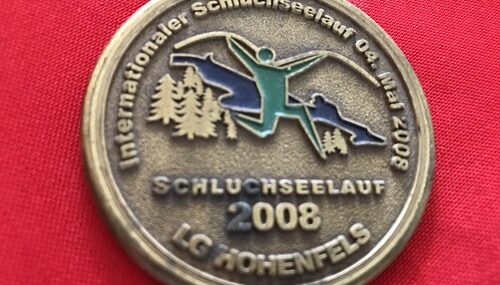 Internationaler Schluchseelauf 04. Mai 2008
SCHLUCHSEELAUF
2008
LG HOHENFELS